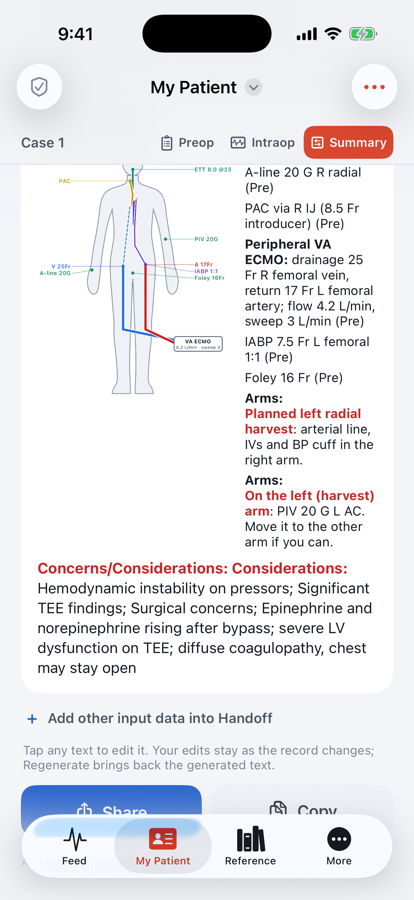 9:41
My Patient
Case 1
Preop
Intraop
Summary
ETT 8.0 @23
PAC
PIV 20G
V 25Fr
A-line 20G
A 17Fr
IABP 1:1
Foley 16Fr
VA ECMO
4.2 L/min · sweep 3
A-line 20 G R radial
(Pre)
PAC via R IJ (8.5 Fr
introducer) (Pre)
Peripheral VA
ECMO: drainage 25
Fr R femoral vein,
return 17 Fr L femoral
artery; flow 4.2 L/min,
sweep 3 L/min (Pre)
IABP 7.5 Fr L femoral
1:1 (Pre)
Foley 16 Fr (Pre)
Arms:
Planned left radial
harvest: arterial line,
IVs and BP cuff in the
right arm.
Arms:
On the left (harvest)
arm: PIV 20 G L AC.
Move it to the other
arm if you can.
Concerns/Considerations: Considerations:
Hemodynamic instability on pressors; Significant
TEE findings; Surgical concerns; Epinephrine and
norepinephrine rising after bypass; severe LV
dysfunction on TEE; diffuse coagulopathy, chest
may stay open
+ Add other input data into Handoff
Tap any text to edit it. Your edits stay as the record changes;
Regenerate brings back the generated text.
Share
Copy
Feed
My Patient
Reference
More